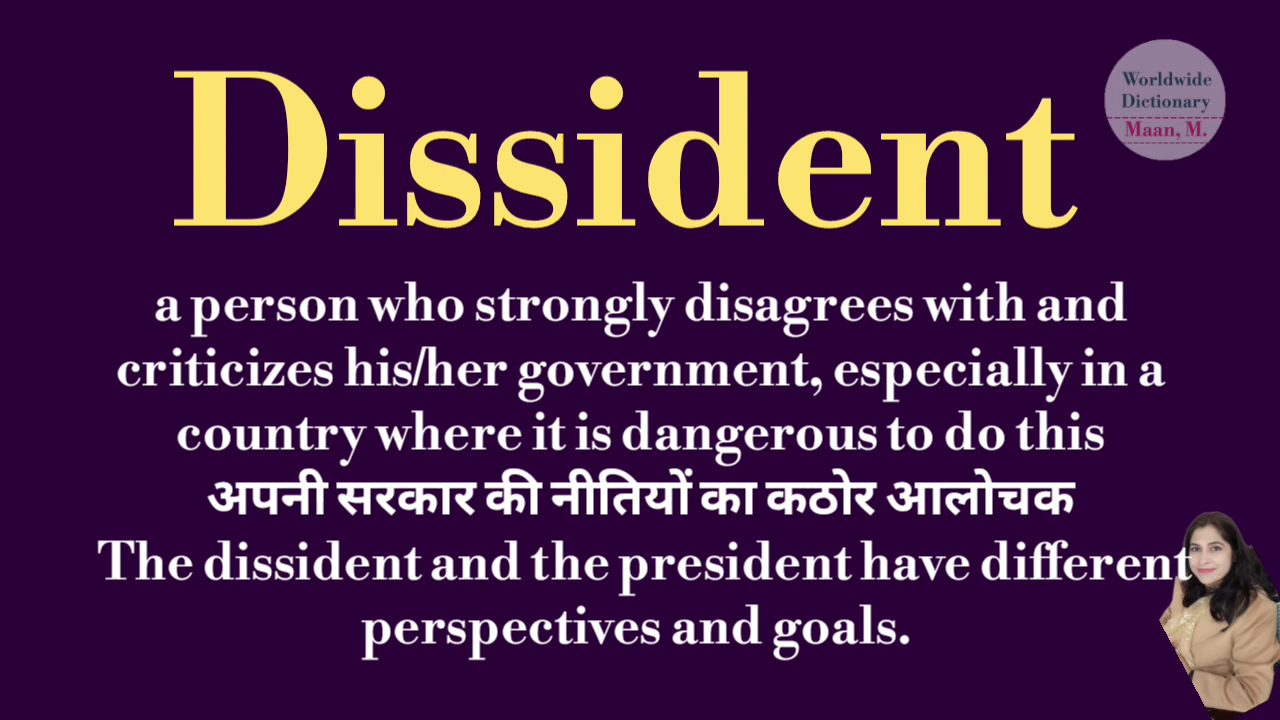 Dissident
Worldwide
Dictionary
Maan, M.
a person who strongly disagrees with and
criticizes his/her government, especially in a
country where it is dangerous to do this
अपनी सरकार की नीतियों का कठोर आलोचक
The dissident and the president have different
perspectives and goals.